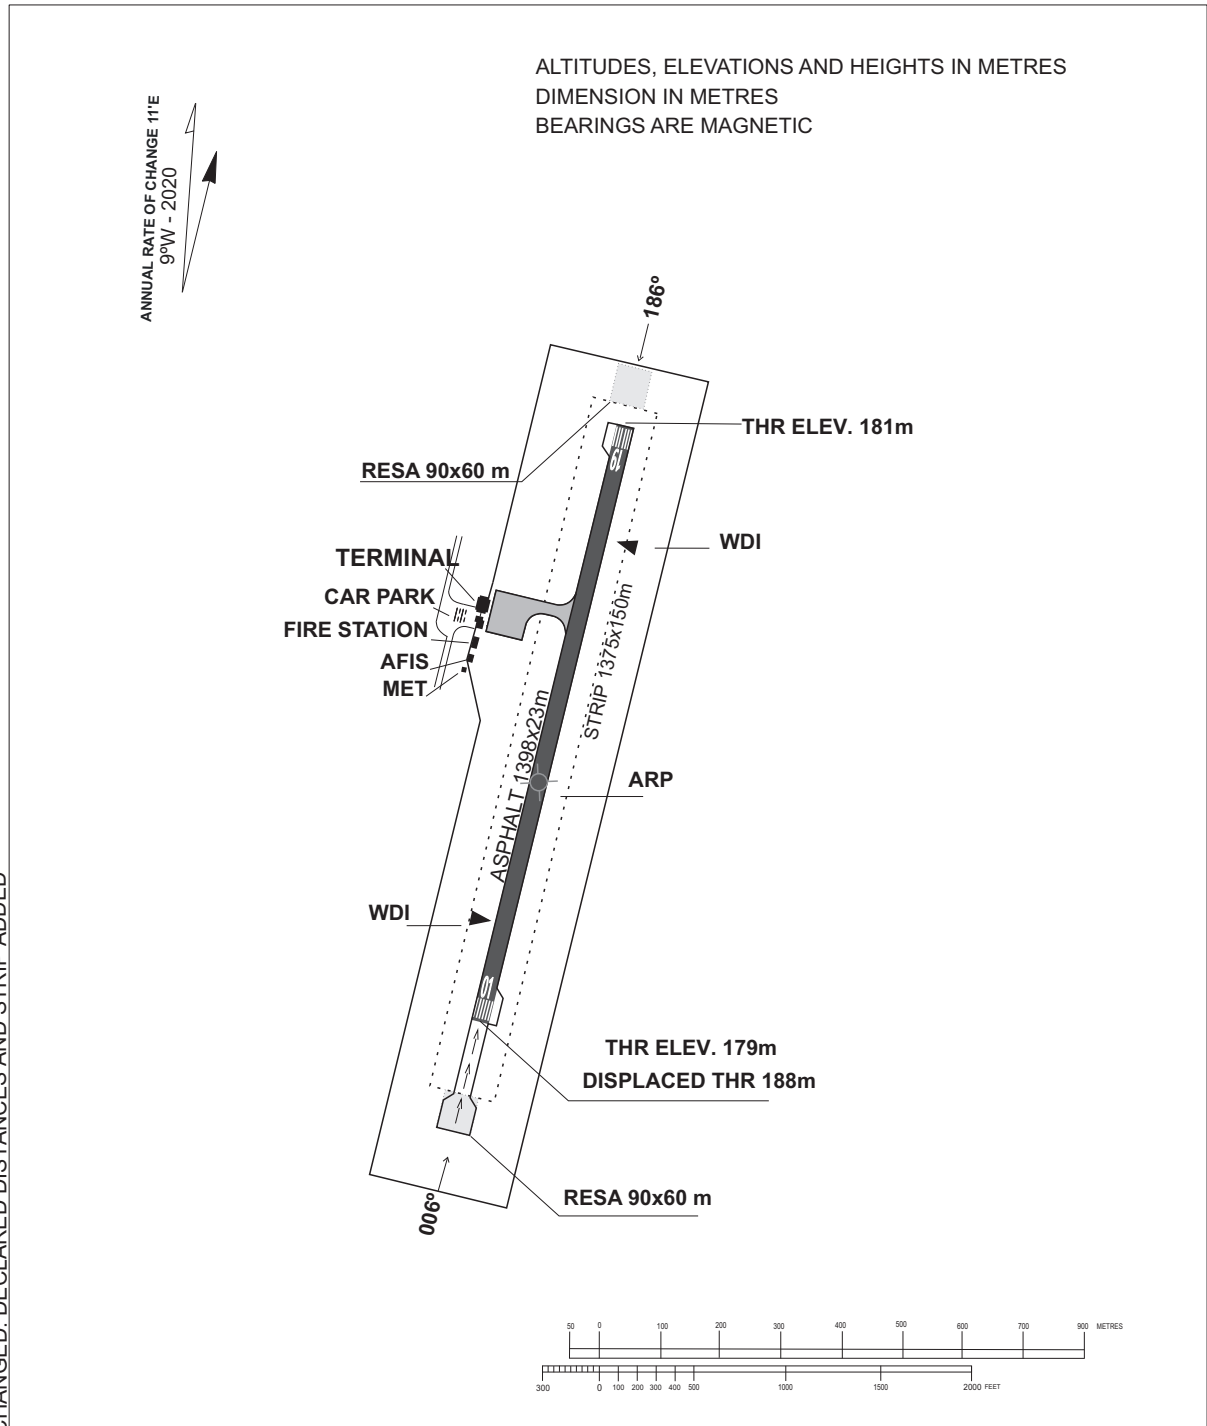 ALTITUDES, ELEVATIONS AND HEIGHTS IN METRES
DIMENSION IN METRES
BEARINGS ARE MAGNETIC
ANNUAL RATE OF CHANGE 11'E
9ºW - 2020
186º
THR ELEV. 181m
19
RESA 90x60 m
WDI
TERMINAL
CAR PARK
FIRE STATION
AFIS
MET
STRIP 1375x150m
ASPHALT 1398x23m
ARP
WDI
01
THR ELEV. 179m
DISPLACED THR 188m
RESA 90x60 m
006º
DECLARED DISTANCES AND STRIP ADDED
50 0 100 200 300 400 500 600 700 900 METRES
300 0 100 200 300 400 500 1000 1500 2000 FEET